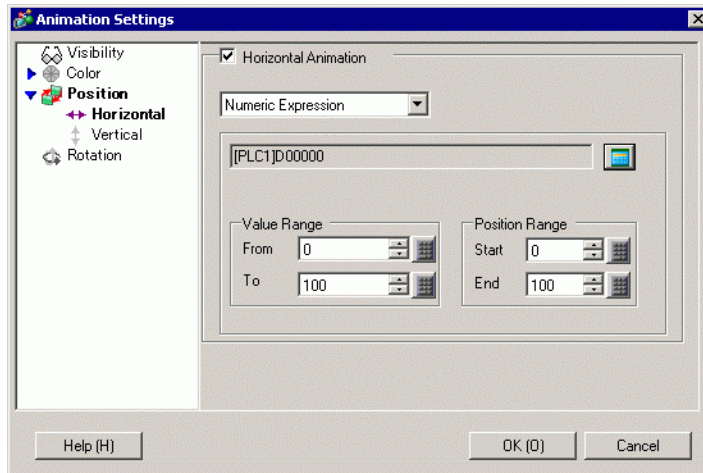 Animation Settings
Visibility
Color
Position
Horizontal
Vertical
Rotation
Horizontal Animation
Numeric Expression
[PLC1]D00000
Value Range
From 0
To 100
Position Range
Start 0
End 100
Help (H)
OK (O)
Cancel